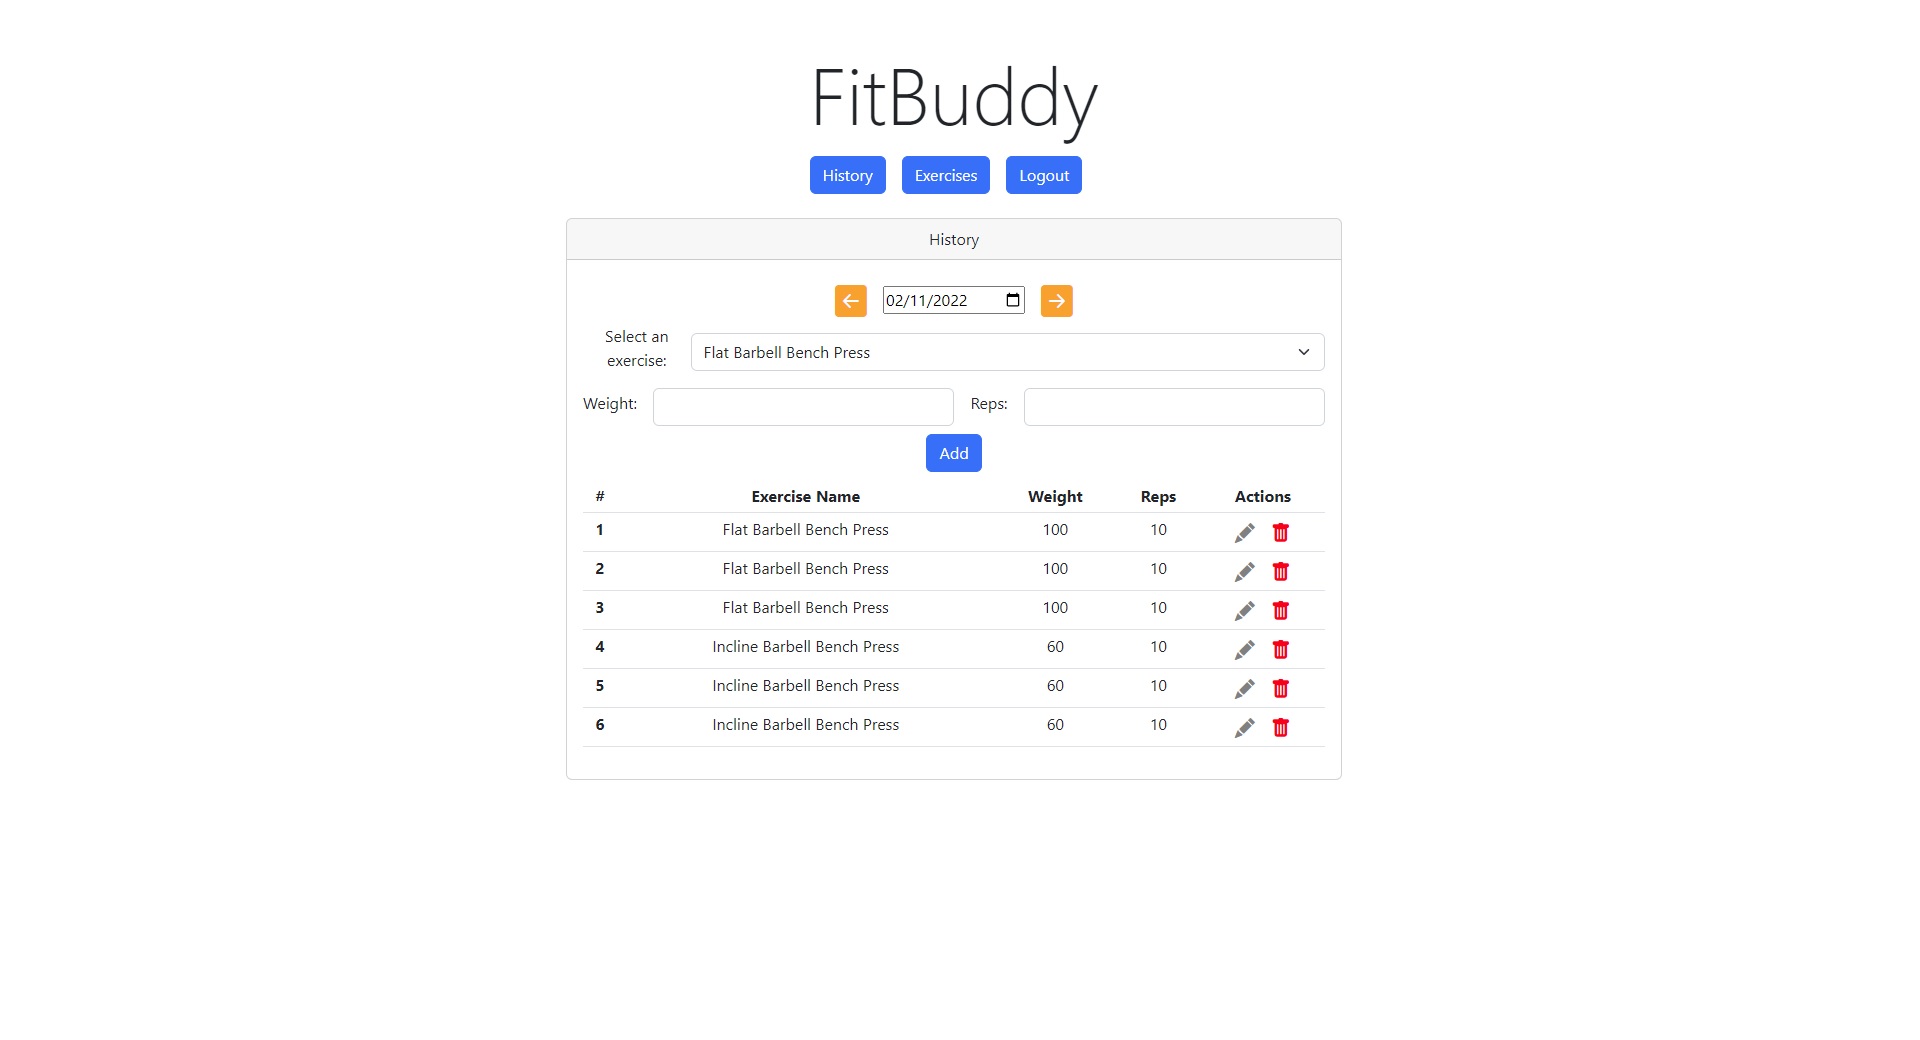 FitBuddy
History Exercises Logout
History
02/11/2022
Select an
exercise:
Flat Barbell Bench Press
Weight: Reps:
Add
# Exercise Name Weight Reps Actions
1 Flat Barbell Bench Press 100 10
2 Flat Barbell Bench Press 100 10
3 Flat Barbell Bench Press 100 10
4 Incline Barbell Bench Press 60 10
5 Incline Barbell Bench Press 60 10
6 Incline Barbell Bench Press 60 10